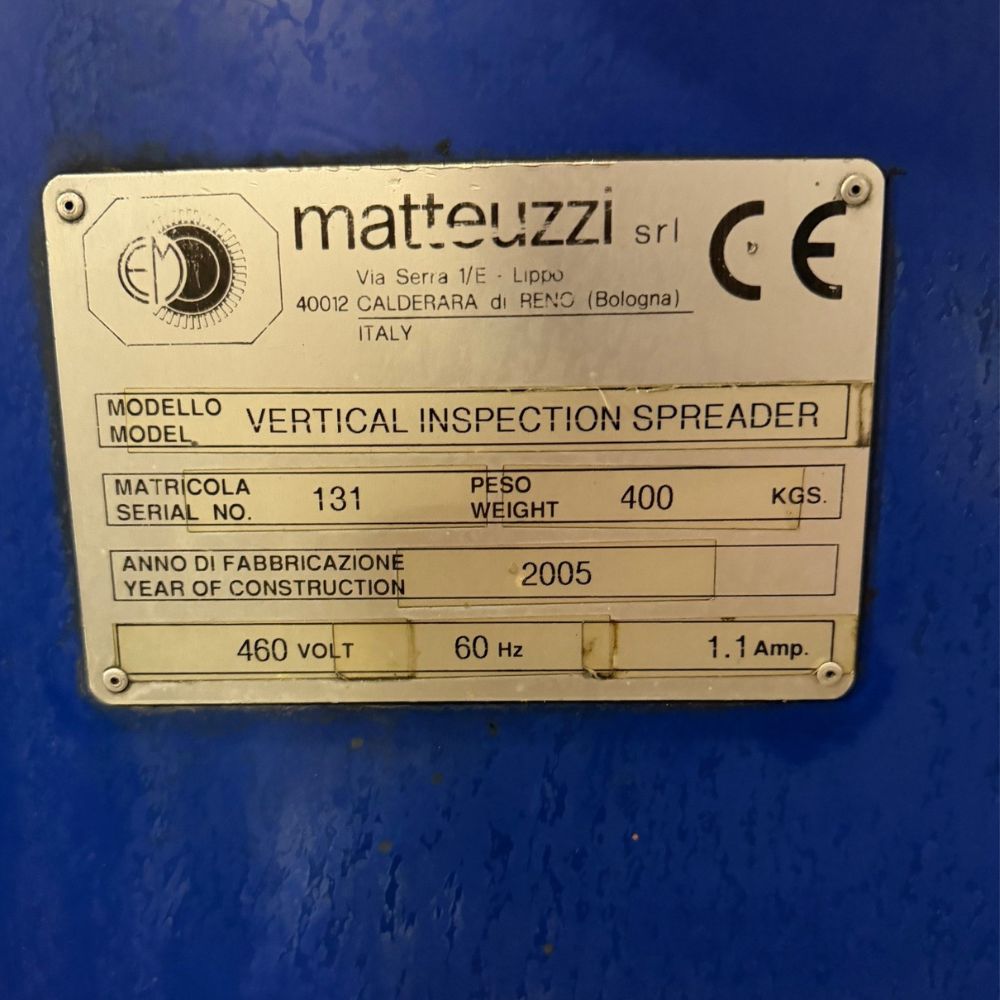 EM
matteuzzi srl CE
Via Serra 1/E - Lippo
40012 CALDERARA di RENO (Bologna)
ITALY
MODELLO
MODEL
VERTICAL INSPECTION SPREADER
MATRICOLA
SERIAL NO.
131
PESO
WEIGHT
400 KGS.
ANNO DI FABBRICAZIONE
YEAR OF CONSTRUCTION
2005
460 VOLT 60 Hz 1.1 Amp.